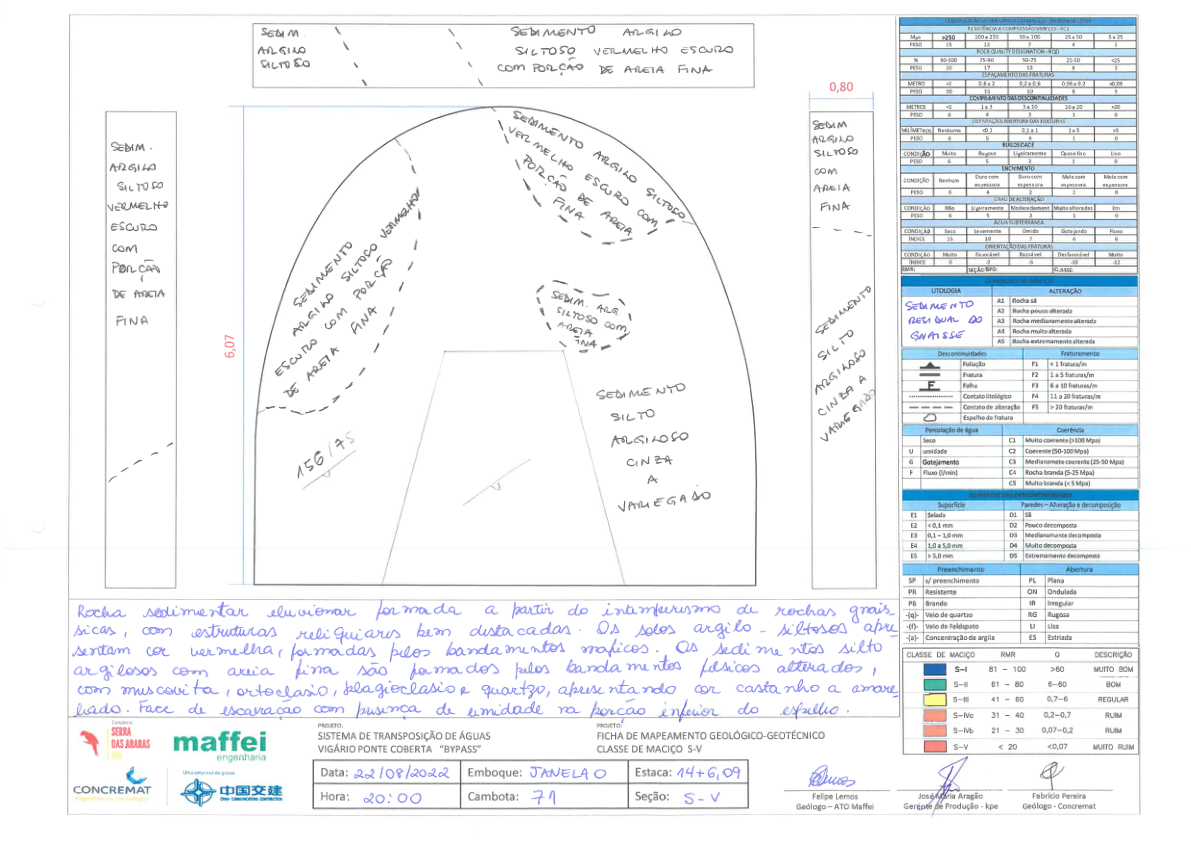 SEDIM.
ARGILO
SILTOSO
SEDIMENTO ARGILO
SILTOSO VERMELHO ESCURO
COM PORÇÃO DE AREIA FINA
0,80
6,07
SEDIM.
ARGILO
SILTOSO
VERMELHO
ESCURO
COM
PORÇÃO
DE AREIA
FINA
SEDIMENTO ARGILO SILTOSO
VERMELHO ESCURO COM
PORÇÃO DE AREIA
FINA
SEDIMENTO
ARGILO SILTOSO VERMELHO
ESCURO COM PORÇÃO
DE AREIA FINA
SEDIM. ARG
SILTOSO COM
AREIA
FINA
156/75
SEDIMENTO
SILTO
ARGILOSO
CINZA
A
VARIEGADO
SEDIM
ARGILO
SILTOSO
COM
AREIA
FINA
SEDIMENTO
SILTO
ARGILOSO
CINZA A
VARIEGADO
Rocha sedimentar eluvionar formada a partir do intemperismo de rochas gnais
sicas, com estruturas reliquiares bem distacadas. Os solos argilo-siltosos apre
sentam cor vermelha, formadas pelos bandamentos maficos. Os sedimentos silto
argilosos com areia fina são formados pelos bandamentos felsicos alterados,
com muscovita, ortoclasio, plagioclasio e quartzo, apresentando cor castanho a amare
lado. Face de escavação com presença de umidade na porção inferior do espelho.
RESISTÊNCIA A COMPRESSÃO SIMPLES - RCS
Mpa >250 100 a 250 50 a 100 25 a 50 5 a 25
PESO 15 12 7 4 2
ROCK QUALITY DESIGNATION - RQD
% 90-100 75-90 50-75 25-50 <25
PESO 20 17 13 8 3
ESPAÇAMENTO DAS FRATURAS
METRO >2 0,6 a 2 0,2 a 0,6 0,06 a 0,2 <0,06
PESO 20 15 10 8 5
COMPRIMENTO DAS DESCONTINUIDADES
METROS <1 1 a 3 3 a 10 10 a 20 >20
PESO 6 4 2 1 0
SEPARAÇÃO/ABERTURA DAS FRATURAS
MILÍMETROS Nenhuma <0,1 0,1 a 1 1 a 5 >5
PESO 6 5 4 1 0
RUGOSIDADE
CONDIÇÃO Muito Rugosa Ligeiramente Quase liso Liso
PESO 6 5 3 1 0
ENCHIMENTO
CONDIÇÃO Nenhum Duro com espessura Duro com espessura Mole com espessura Mole com espessura
PESO 6 4 2 2 0
GRAU DE ALTERAÇÃO
CONDIÇÃO Não Ligeiramente Moderadament Muito alteradas Em
PESO 6 5 3 1 0
ÁGUA SUBTERRÂNEA
CONDIÇÃO Seco Levemente Úmido Gotejando Fluxo
ÍNDICE 15 10 7 4 0
ORIENTAÇÃO DAS FRATURAS
CONDIÇÃO Muito Favorável Razoável Desfavorável Muito
ÍNDICE 0 -2 -5 -10 -12
RMR: SEÇÃO TIPO: CLASSE:
LITOLOGIA ALTERAÇÃO
SEDIMENTO
RESIDUAL DO
GNAISSE
A1 Rocha sã
A2 Rocha pouco alterada
A3 Rocha medianamente alterada
A4 Rocha muito alterada
A5 Rocha extremamente alterada
Descontinuidades Fraturamento
Foliação F1 < 1 fratura/m
Fratura F2 1 a 5 fraturas/m
F Falha F3 6 a 10 fraturas/m
Contato litológico F4 11 a 20 fraturas/m
Contato de alteração F5 > 20 fraturas/m
Espelho de fratura
Percolação de água Coerência
Seco C1 Muito coerente (>100 Mpa)
U umidade C2 Coerente (50-100 Mpa)
G Gotejamento C3 Medianamete coerente (25-50 Mpa)
F Fluxo (l/min) C4 Rocha branda (5-25 Mpa)
C5 Muito branda (< 5 Mpa)
Superfície Paredes – Alteração e decomposição
E1 Selada D1 Sã
E2 < 0,1 mm D2 Pouco decomposta
E3 0,1 – 1,0 mm D3 Medianamente decomposta
E4 1,0 a 5,0 mm D4 Muito decomposta
E5 > 5,0 mm D5 Extremamente decomposta
Preenchimento Abertura
SP s/ preenchimento PL Plana
PR Resistente ON Ondulada
PB Brando IR Irregular
-(q)- Veio de quartzo RG Rugosa
-(f)- Veio de Feldspato LI Lisa
-(a)- Concentração de argila ES Estriada
CLASSE DE MACIÇO RMR Q DESCRIÇÃO
S-I 81 – 100 >60 MUITO BOM
S-II 61 – 80 6–60 BOM
S-III 41 – 60 0,7–6 REGULAR
S-IVa 31 – 40 0,2–0,7 RUIM
S-IVb 21 – 30 0,07–0,2 RUIM
S-V < 20 <0,07 MUITO RUIM
Consórcio
SERRA
DAS ARARAS
maffei
engenharia
CONCREMAT
中国交建
PROJETO:
SISTEMA DE TRANSPOSIÇÃO DE ÁGUAS
VIGÁRIO PONTE COBERTA "BYPASS"
PROJETO:
FICHA DE MAPEAMENTO GEOLÓGICO-GEOTÉCNICO
CLASSE DE MACIÇO S-V
Data: 22/08/2022 Emboque: JANELAO Estaca: 14+6,09
Hora: 20:00 Cambota: 71 Seção: S-V
Felipe Lemos
Geólogo – ATO Maffei
José Maria Aragão
Gerente de Produção - kpe
Fabrício Pereira
Geólogo - Concremat